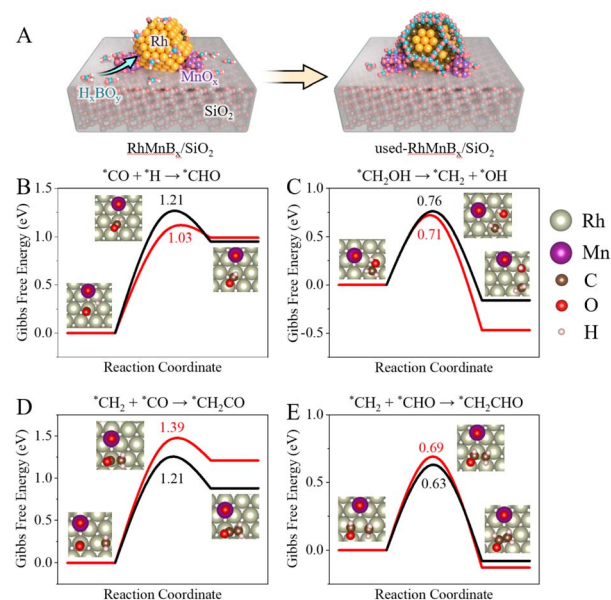 A
Rh
MnOₓ
HₓBOᵧ
SiO₂
RhMnBₓ/SiO₂
used-RhMnBₓ/SiO₂
B
*CO + *H → *CHO
Gibbs Free Energy (eV)
1.5
1.0
0.5
0.0
1.21
1.03
Reaction Coordinate
C
*CH₂OH → *CH₂ + *OH
Gibbs Free Energy (eV)
1.0
0.5
0.0
-0.5
0.76
0.71
Reaction Coordinate
Rh
Mn
C
O
H
D
*CH₂ + *CO → *CH₂CO
Gibbs Free Energy (eV)
1.5
1.0
0.5
0.0
1.39
1.21
Reaction Coordinate
E
*CH₂ + *CHO → *CH₂CHO
Gibbs Free Energy (eV)
1.0
0.5
0.0
0.69
0.63
Reaction Coordinate